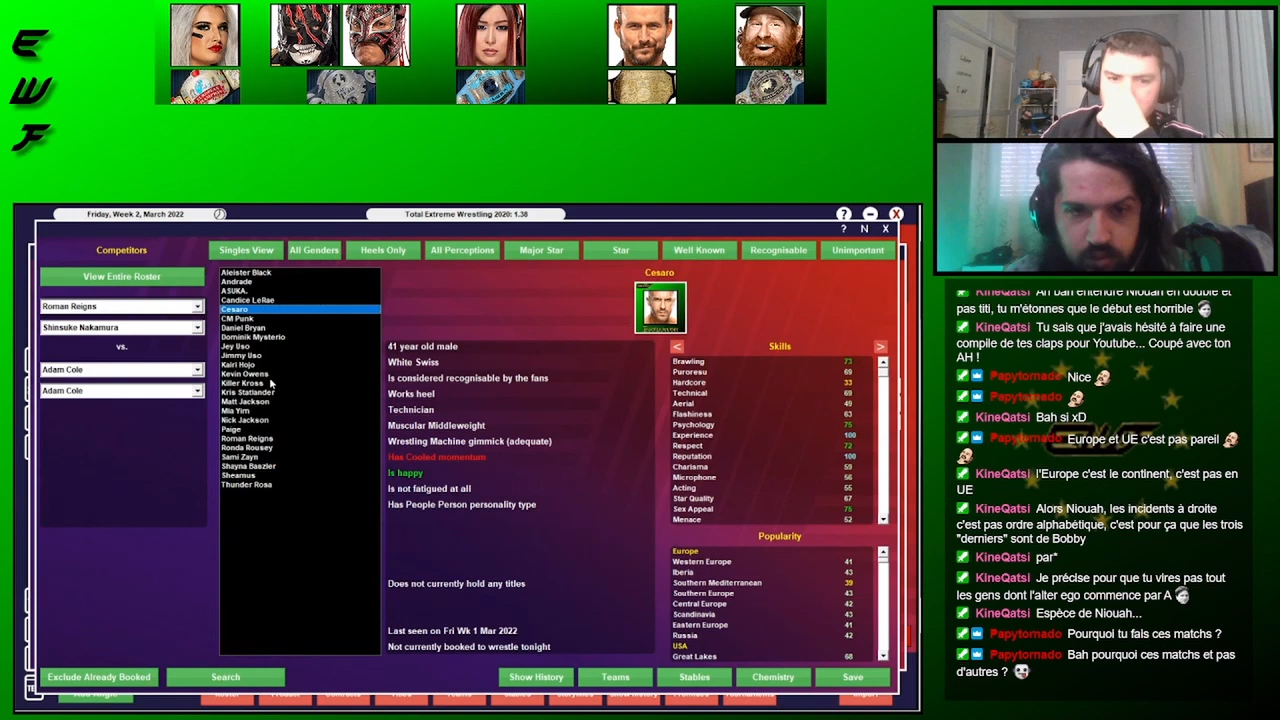 E
W
F
Friday, Week 2, March 2022
Total Extreme Wrestling 2020: 1.38
?
?
N
X
Competitors
Singles View
All Genders
Heels Only
All Perceptions
Major Star
Star
Well Known
Recognisable
Unimportant
View Entire Roster
Roman Reigns
Shinsuke Nakamura
vs.
Adam Cole
Adam Cole
Aleister Black
Andrade
ASUKA.
Candice LeRae
Cesaro
CM Punk
Daniel Bryan
Dominik Mysterio
Jey Uso
Jimmy Uso
Kairi Hojo
Kevin Owens
Killer Kross
Kris Statlander
Matt Jackson
Mia Yim
Nick Jackson
Paige
Roman Reigns
Ronda Rousey
Sami Zayn
Shayna Baszler
Sheamus
Thunder Rosa
Cesaro
41 year old male
White Swiss
Is considered recognisable by the fans
Works heel
Technician
Muscular Middleweight
Wrestling Machine gimmick (adequate)
Has Cooled momentum
Is happy
Is not fatigued at all
Has People Person personality type
Does not currently hold any titles
Last seen on Fri Wk 1 Mar 2022
Not currently booked to wrestle tonight
<
Skills
>
Brawling 73
Puroresu 69
Hardcore 33
Technical 69
Aerial 49
Flashiness 63
Psychology 75
Experience 100
Respect 72
Reputation 100
Charisma 59
Microphone 56
Acting 55
Star Quality 67
Sex Appeal 75
Menace 52
Popularity
Europe
Western Europe 41
Iberia 43
Southern Mediterranean 39
Southern Europe 43
Central Europe 42
Scandinavia 43
Eastern Europe 41
Russia 42
USA
Great Lakes 68
Exclude Already Booked
Search
Show History
Teams
Stables
Chemistry
Save
Add Angle
KineQatsi Ah bah entendre Niouah en douze et
pas titi, tu m'étonnes que le début est horrible
KineQatsi Tu sais que j'avais hésité à faire une
compile de tes claps pour Youtube... Coupé avec ton
AH !
Papytornado Nice
Papytornado
KineQatsi Bah si xD
Papytornado Europe et UE c'est pas pareil
KineQatsi l'Europe c'est le continent, c'est pas en
UE
KineQatsi Alors Niouah, les incidents à droite
c'est pas ordre alphabétique, c'est pour ça que les trois
"derniers" sont de Bobby
KineQatsi par*
KineQatsi Je précise pour que tu vires pas tout
les gens dont l'alter ego commence par A
KineQatsi Espèce de Niouah...
Papytornado Pourquoi tu fais ces matchs ?
Papytornado Bah pourquoi ces matchs et pas
d'autres ?